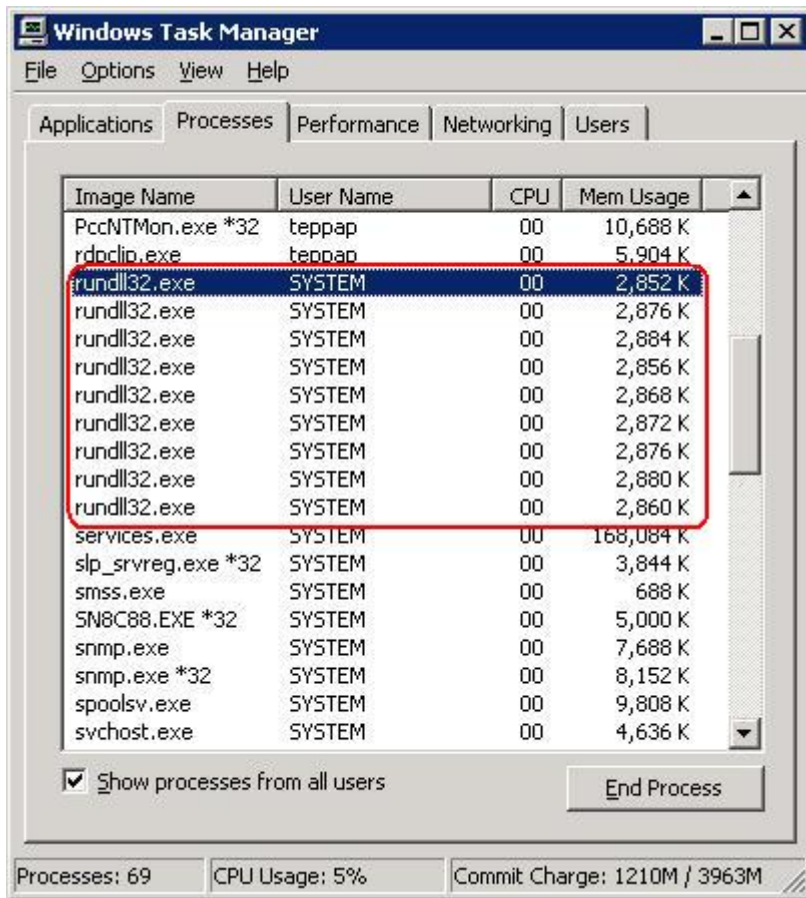 Windows Task Manager
File Options View Help
Applications Processes Performance Networking Users
Image Name User Name CPU Mem Usage
PccNTMon.exe *32 teppap 00 10,688 K
rdpclip.exe teppap 00 5,904 K
rundll32.exe SYSTEM 00 2,852 K
rundll32.exe SYSTEM 00 2,876 K
rundll32.exe SYSTEM 00 2,884 K
rundll32.exe SYSTEM 00 2,856 K
rundll32.exe SYSTEM 00 2,868 K
rundll32.exe SYSTEM 00 2,872 K
rundll32.exe SYSTEM 00 2,876 K
rundll32.exe SYSTEM 00 2,880 K
rundll32.exe SYSTEM 00 2,860 K
services.exe SYSTEM 00 168,084 K
slp_srvreg.exe *32 SYSTEM 00 3,844 K
smss.exe SYSTEM 00 688 K
SN8C88.EXE *32 SYSTEM 00 5,000 K
snmp.exe SYSTEM 00 7,688 K
snmp.exe *32 SYSTEM 00 8,152 K
spoolsv.exe SYSTEM 00 9,808 K
svchost.exe SYSTEM 00 4,636 K
Show processes from all users
End Process
Processes: 69 CPU Usage: 5% Commit Charge: 1210M / 3963M